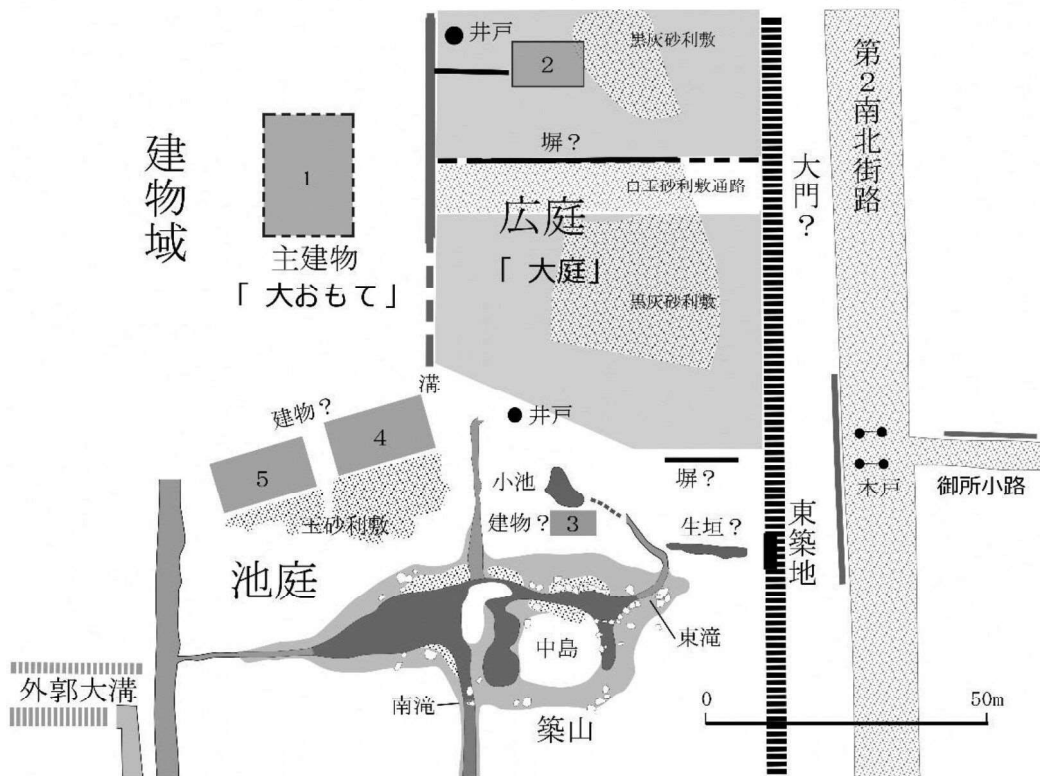 井戸
2
黒灰砂利敷
第2南北街路
塀？
大門？
建物域
1
白玉砂利敷通路
広庭
「大庭」
主建物
「大おもて」
黒灰砂利敷
溝
建物？
井戸
4
5
小池
塀？
木戸
御所小路
玉砂利敷
建物？
3
生垣？
東築地
池庭
中島
東滝
外郭大溝
南滝
築山
0
50m